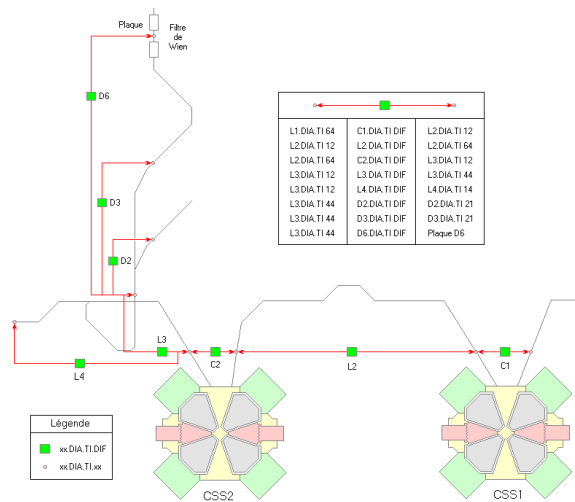 Plaque
Filtre
de
Wien
D6
L1.DIA.TI 64 C1.DIA.TI DIF L2.DIA.TI 12
L2.DIA.TI 12 L2.DIA.TI DIF L2.DIA.TI 64
L2.DIA.TI 64 C2.DIA.TI DIF L3.DIA.TI 12
L3.DIA.TI 12 L3.DIA.TI DIF L3.DIA.TI 44
L3.DIA.TI 12 L4.DIA.TI DIF L4.DIA.TI 14
L3.DIA.TI 44 D2.DIA.TI DIF D2.DIA.TI 21
L3.DIA.TI 44 D3.DIA.TI DIF D3.DIA.TI 21
L3.DIA.TI 44 D6.DIA.TI DIF Plaque D6
D3
D2
L3
C2
L2
C1
L4
Légende
xx.DIA.TI.DIF
xx.DIA.TI.xx
CSS2
CSS1